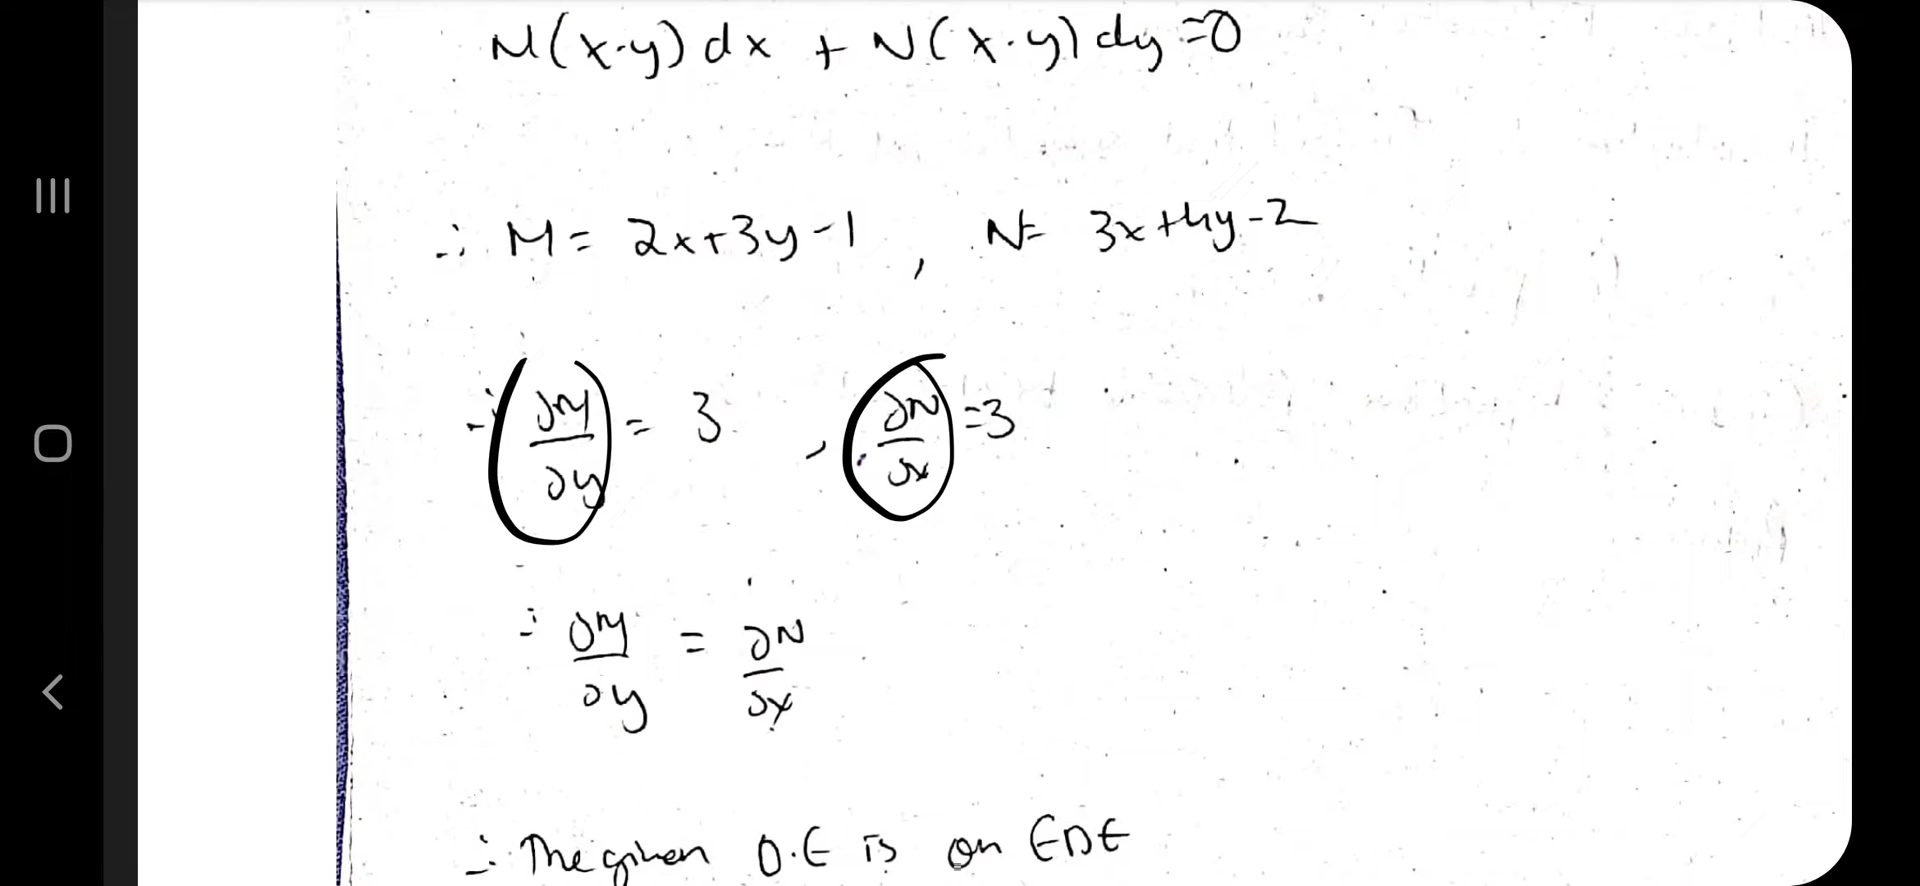 M(x·y) dx + N(x·y) dy = 0
∴ M = 2x+3y-1 , N= 3x+4y-2
∴ ∂M/∂y = 3 , ∂N/∂x =3
∴ ∂M/∂y = ∂N/∂x
∴ The given D.E is an EDE